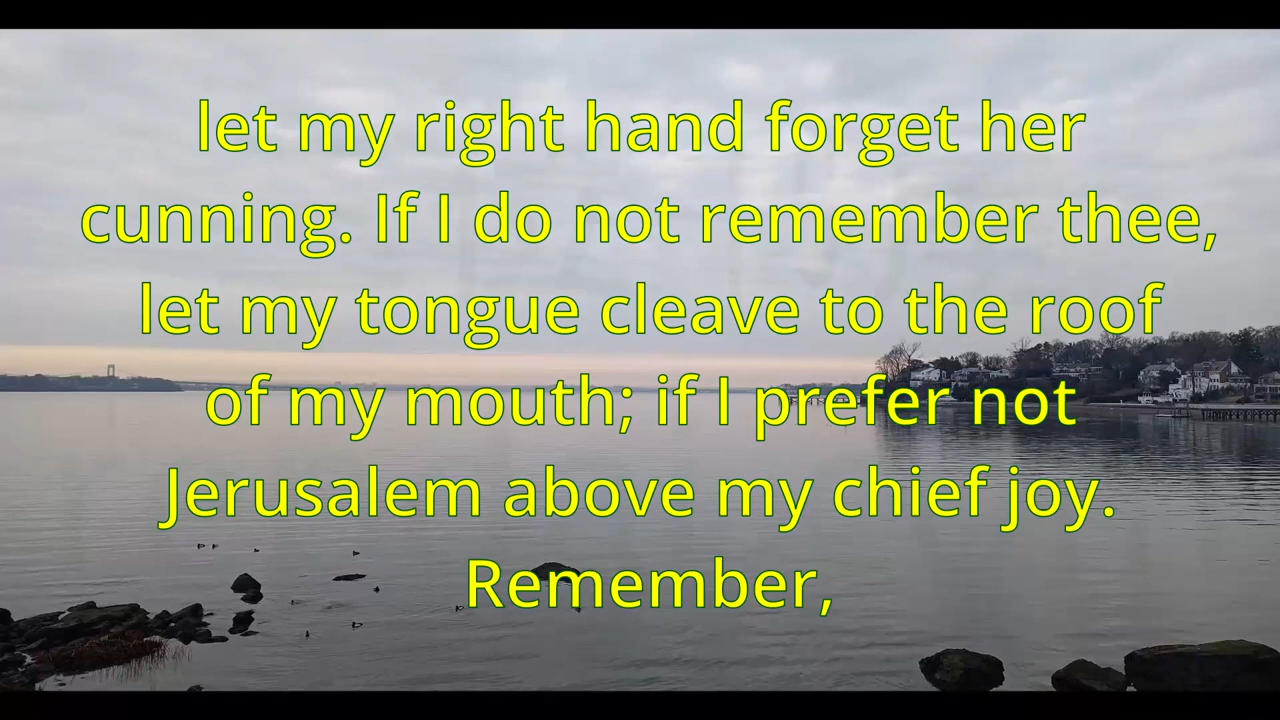 let my right hand forget her
cunning. If I do not remember thee,
let my tongue cleave to the roof
of my mouth; if I prefer not
Jerusalem above my chief joy.
Remember,